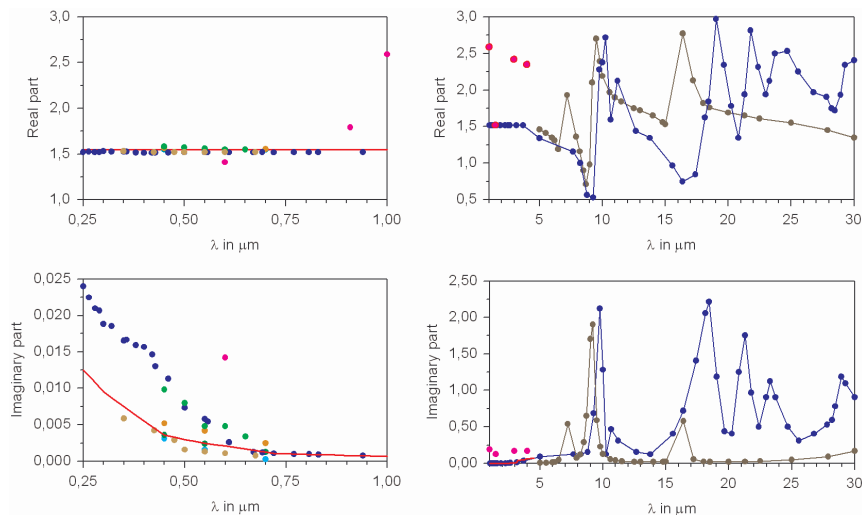 Real part
3,0
2,5
2,0
1,5
1,0
0,25 0,50 0,75 1,00
λ in μm
Real part
3,0
2,5
2,0
1,5
1,0
0,5
5 10 15 20 25 30
λ in μm
Imaginary part
0,025
0,020
0,015
0,010
0,005
0,000
0,25 0,50 0,75 1,00
λ in μm
Imaginary part
2,50
2,00
1,50
1,00
0,50
0,00
5 10 15 20 25 30
λ in μm